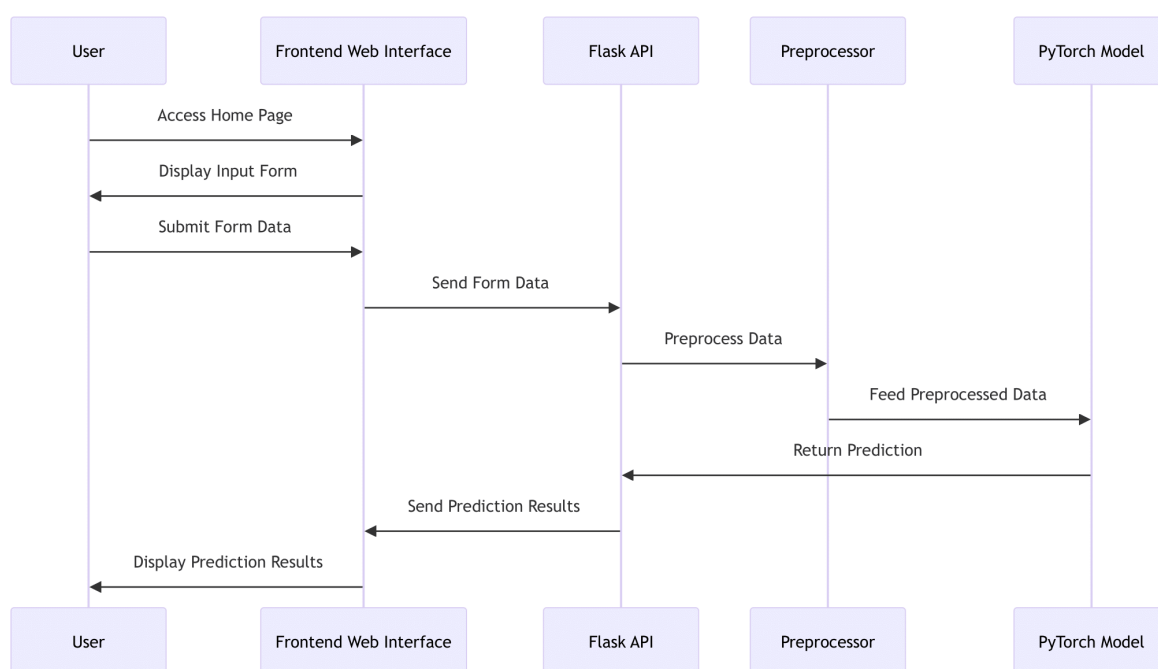 User
Frontend Web Interface
Flask API
Preprocessor
PyTorch Model
Access Home Page
Display Input Form
Submit Form Data
Send Form Data
Preprocess Data
Feed Preprocessed Data
Return Prediction
Send Prediction Results
Display Prediction Results
User
Frontend Web Interface
Flask API
Preprocessor
PyTorch Model